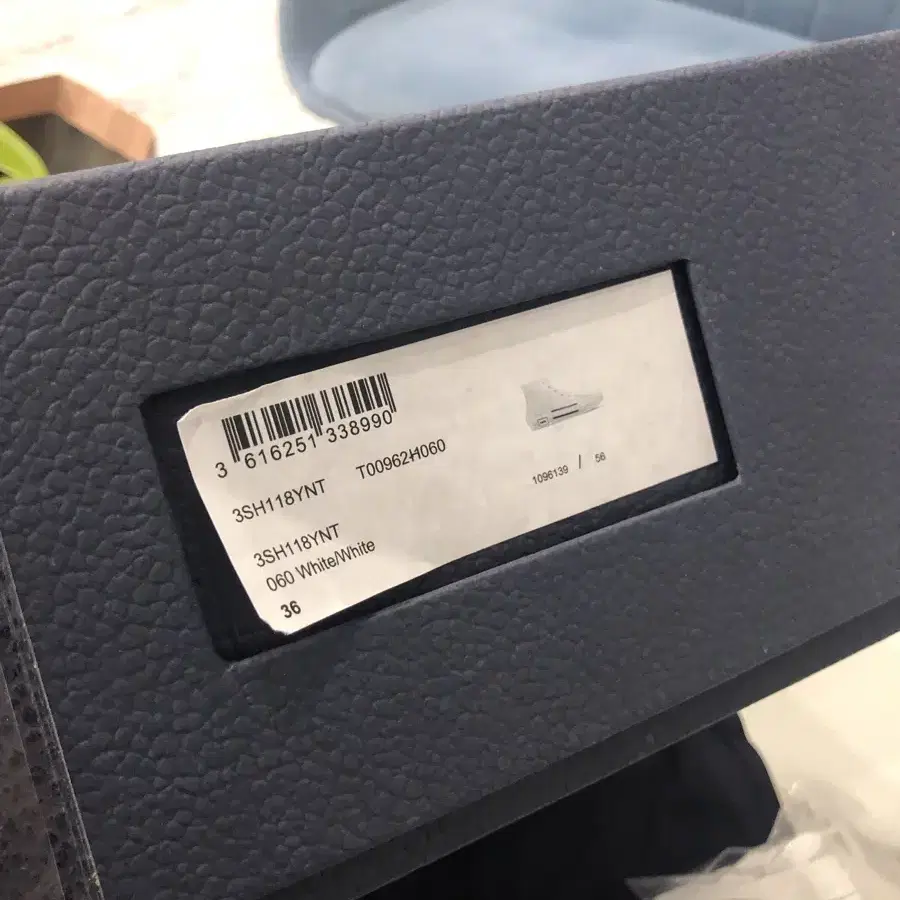 3 616251 338990
3SH118YNT T00962H060
1096139 / 56
3SH118YNT
060 White/White
36